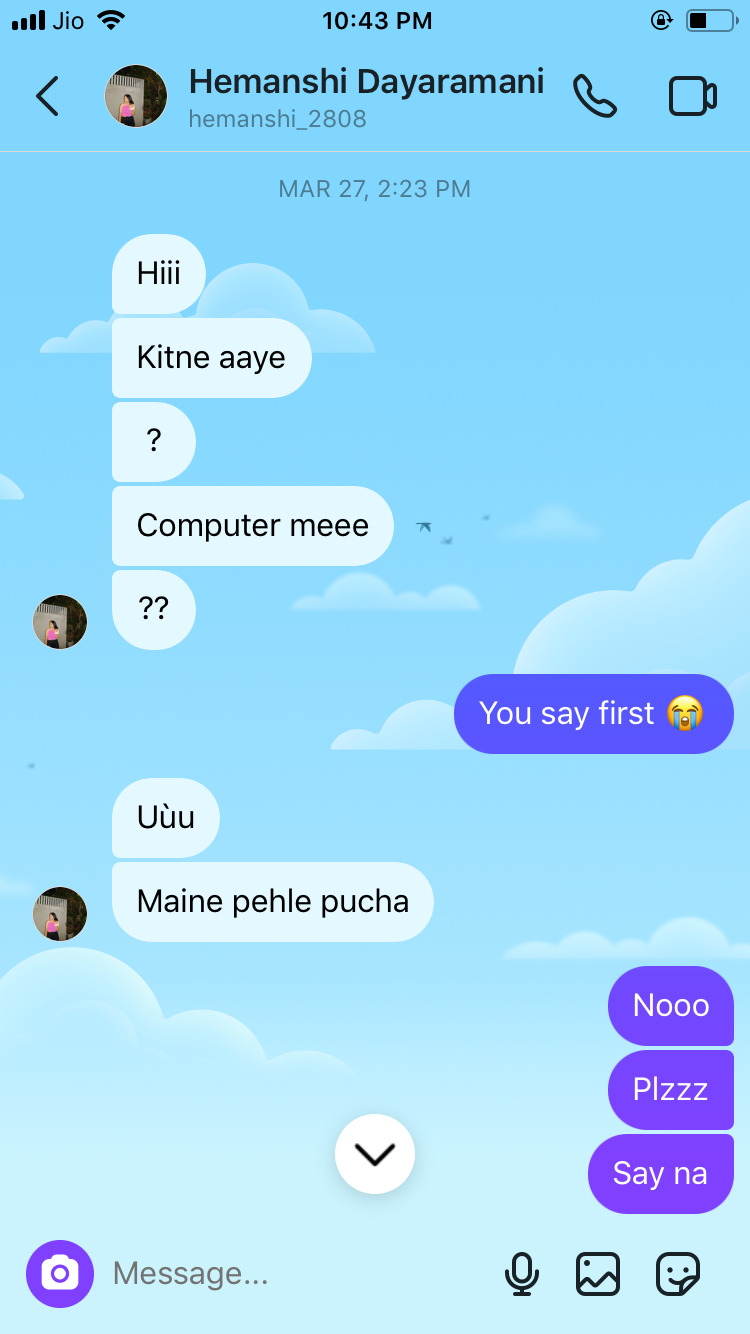 Jio
10:43 PM
Hemanshi Dayaramani
hemanshi_2808
MAR 27, 2:23 PM
Hiii
Kitne aaye
?
Computer meee
??
You say first 😭
Uùu
Maine pehle pucha
Nooo
Plzzz
Say na
Message...